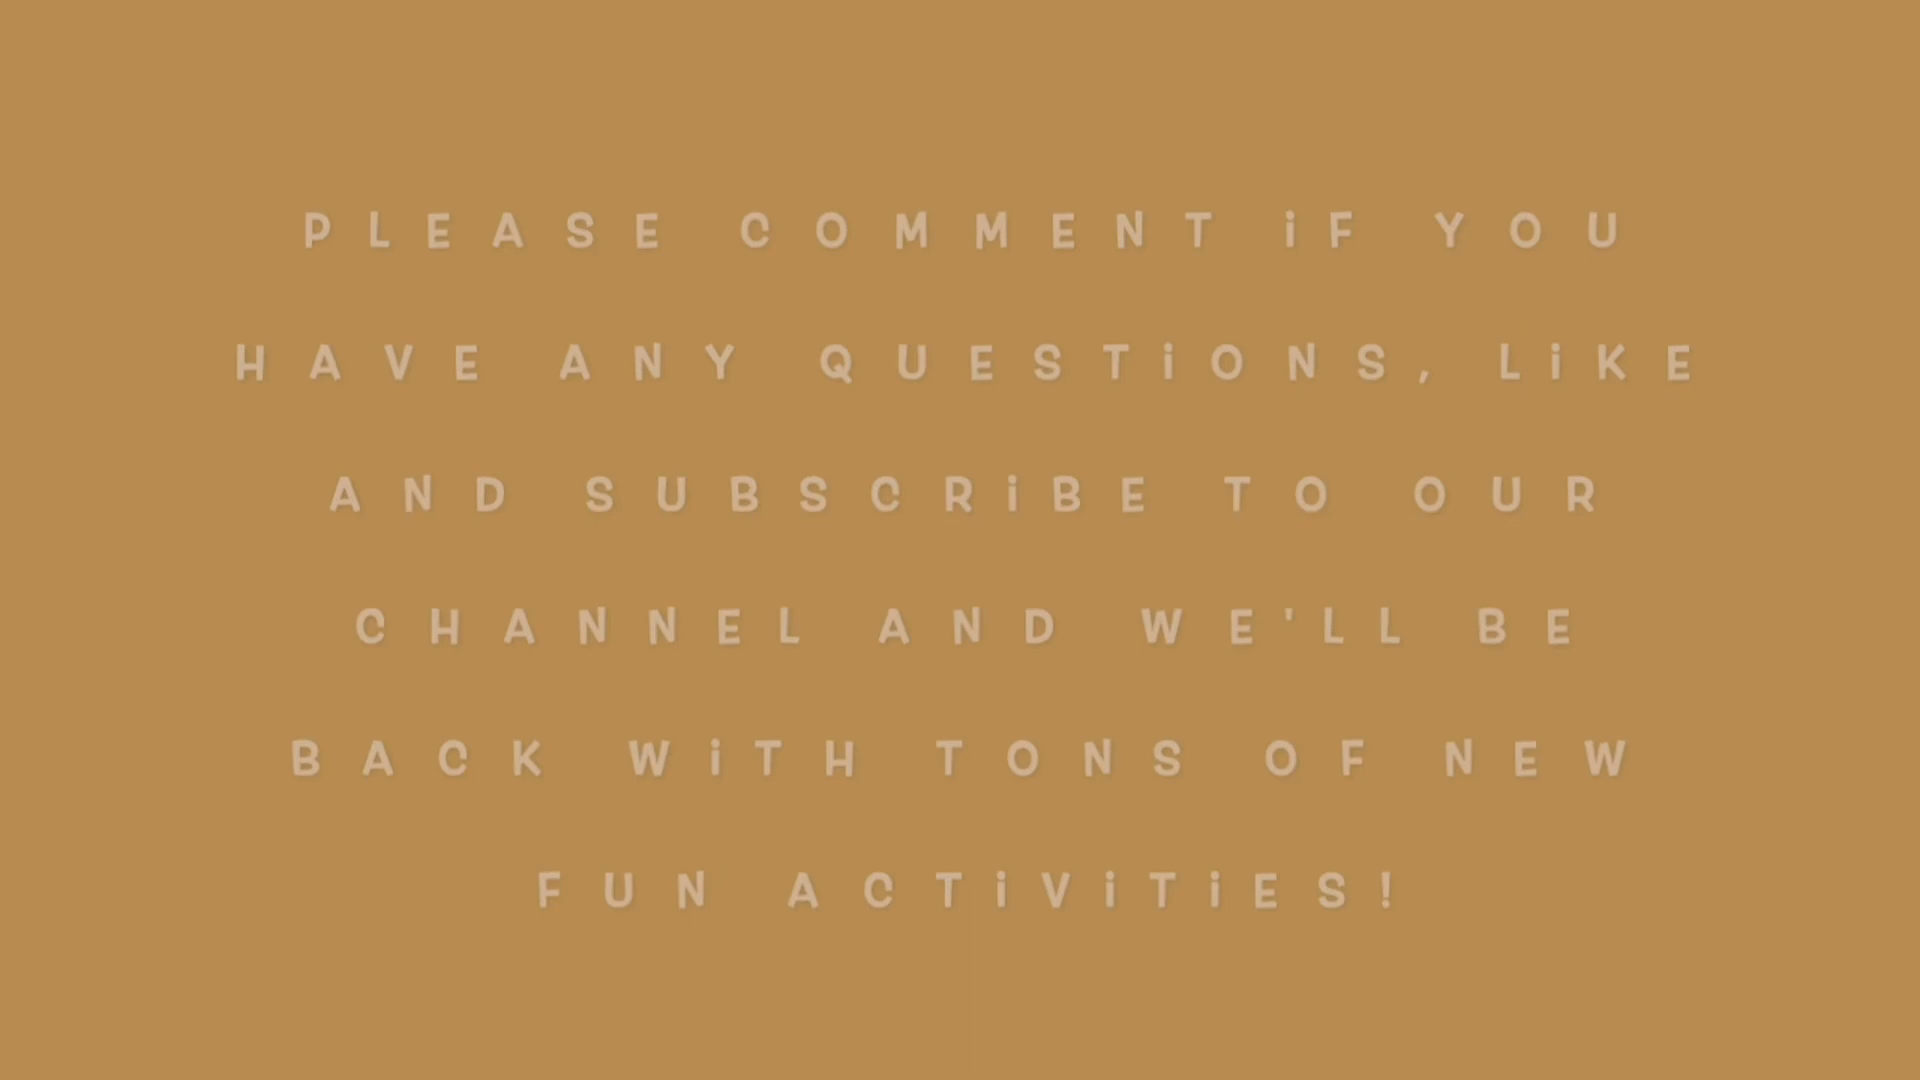 PLEASE COMMENT iF YOU
HAVE ANY QUESTiONS, LiKE
AND SUBSCRiBE TO OUR
CHANNEL AND WE'LL BE
BACK WiTH TONS OF NEW
FUN ACTiViTiES!